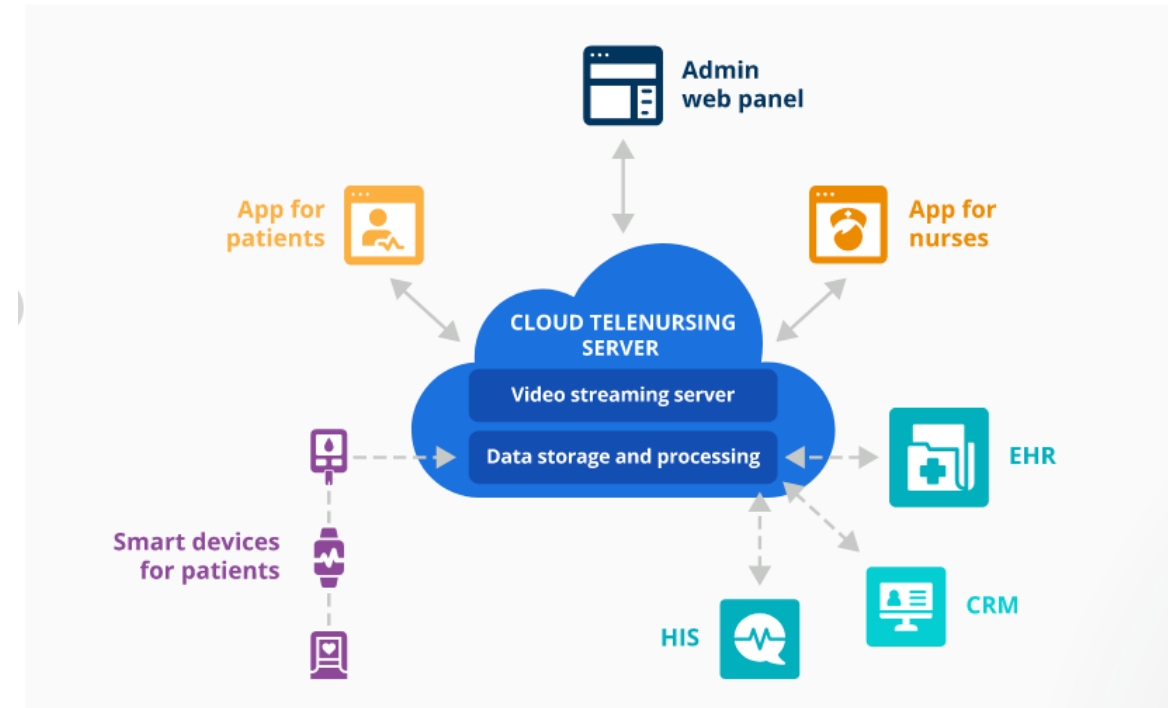 Admin
web panel
App for
patients
App for
nurses
CLOUD TELENURSING
SERVER
Video streaming server
Data storage and processing
EHR
Smart devices
for patients
CRM
HIS